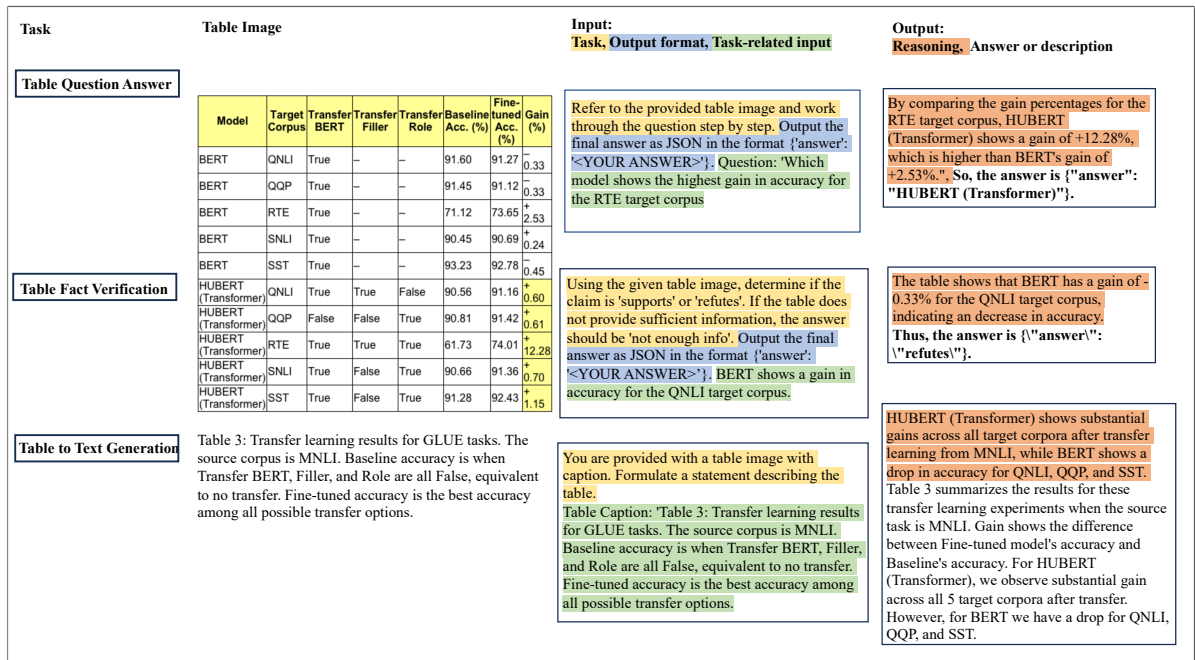 Task
Table Image
Input:
Task, Output format, Task-related input
Output:
Reasoning, Answer or description
Table Question Answer
Model Target Corpus Transfer BERT Transfer Filler Transfer Role Baseline Acc. (%) Fine-tuned Acc. (%) Gain (%)
BERT QNLI True – – 91.60 91.27 –0.33
BERT QQP True – – 91.45 91.12 –0.33
BERT RTE True – – 71.12 73.65 +2.53
BERT SNLI True – – 90.45 90.69 +0.24
BERT SST True – – 93.23 92.78 –0.45
HUBERT (Transformer) QNLI True True False 90.56 91.16 +0.60
HUBERT (Transformer) QQP False False True 90.81 91.42 +0.61
HUBERT (Transformer) RTE True True True 61.73 74.01 +12.28
HUBERT (Transformer) SNLI True False True 90.66 91.36 +0.70
HUBERT (Transformer) SST True False True 91.28 92.43 +1.15
Refer to the provided table image and work
through the question step by step. Output the
final answer as JSON in the format {'answer':
'<YOUR ANSWER>'}. Question: 'Which
model shows the highest gain in accuracy for
the RTE target corpus
By comparing the gain percentages for the
RTE target corpus, HUBERT
(Transformer) shows a gain of +12.28%,
which is higher than BERT's gain of
+2.53%.", So, the answer is {"answer":
"HUBERT (Transformer)"}.
Table Fact Verification
Using the given table image, determine if the
claim is 'supports' or 'refutes'. If the table does
not provide sufficient information, the answer
should be 'not enough info'. Output the final
answer as JSON in the format {'answer':
'<YOUR ANSWER>'}. BERT shows a gain in
accuracy for the QNLI target corpus.
The table shows that BERT has a gain of -
0.33% for the QNLI target corpus,
indicating an decrease in accuracy.
Thus, the answer is {\"answer\":
\"refutes\"}.
Table to Text Generation
Table 3: Transfer learning results for GLUE tasks. The
source corpus is MNLI. Baseline accuracy is when
Transfer BERT, Filler, and Role are all False, equivalent
to no transfer. Fine-tuned accuracy is the best accuracy
among all possible transfer options.
You are provided with a table image with
caption. Formulate a statement describing the
table.
Table Caption: 'Table 3: Transfer learning results
for GLUE tasks. The source corpus is MNLI.
Baseline accuracy is when Transfer BERT, Filler,
and Role are all False, equivalent to no transfer.
Fine-tuned accuracy is the best accuracy among
all possible transfer options.
HUBERT (Transformer) shows substantial
gains across all target corpora after transfer
learning from MNLI, while BERT shows a
drop in accuracy for QNLI, QQP, and SST.
Table 3 summarizes the results for these
transfer learning experiments when the source
task is MNLI. Gain shows the difference
between Fine-tuned model's accuracy and
Baseline's accuracy. For HUBERT
(Transformer), we observe substantial gain
across all 5 target corpora after transfer.
However, for BERT we have a drop for QNLI,
QQP, and SST.